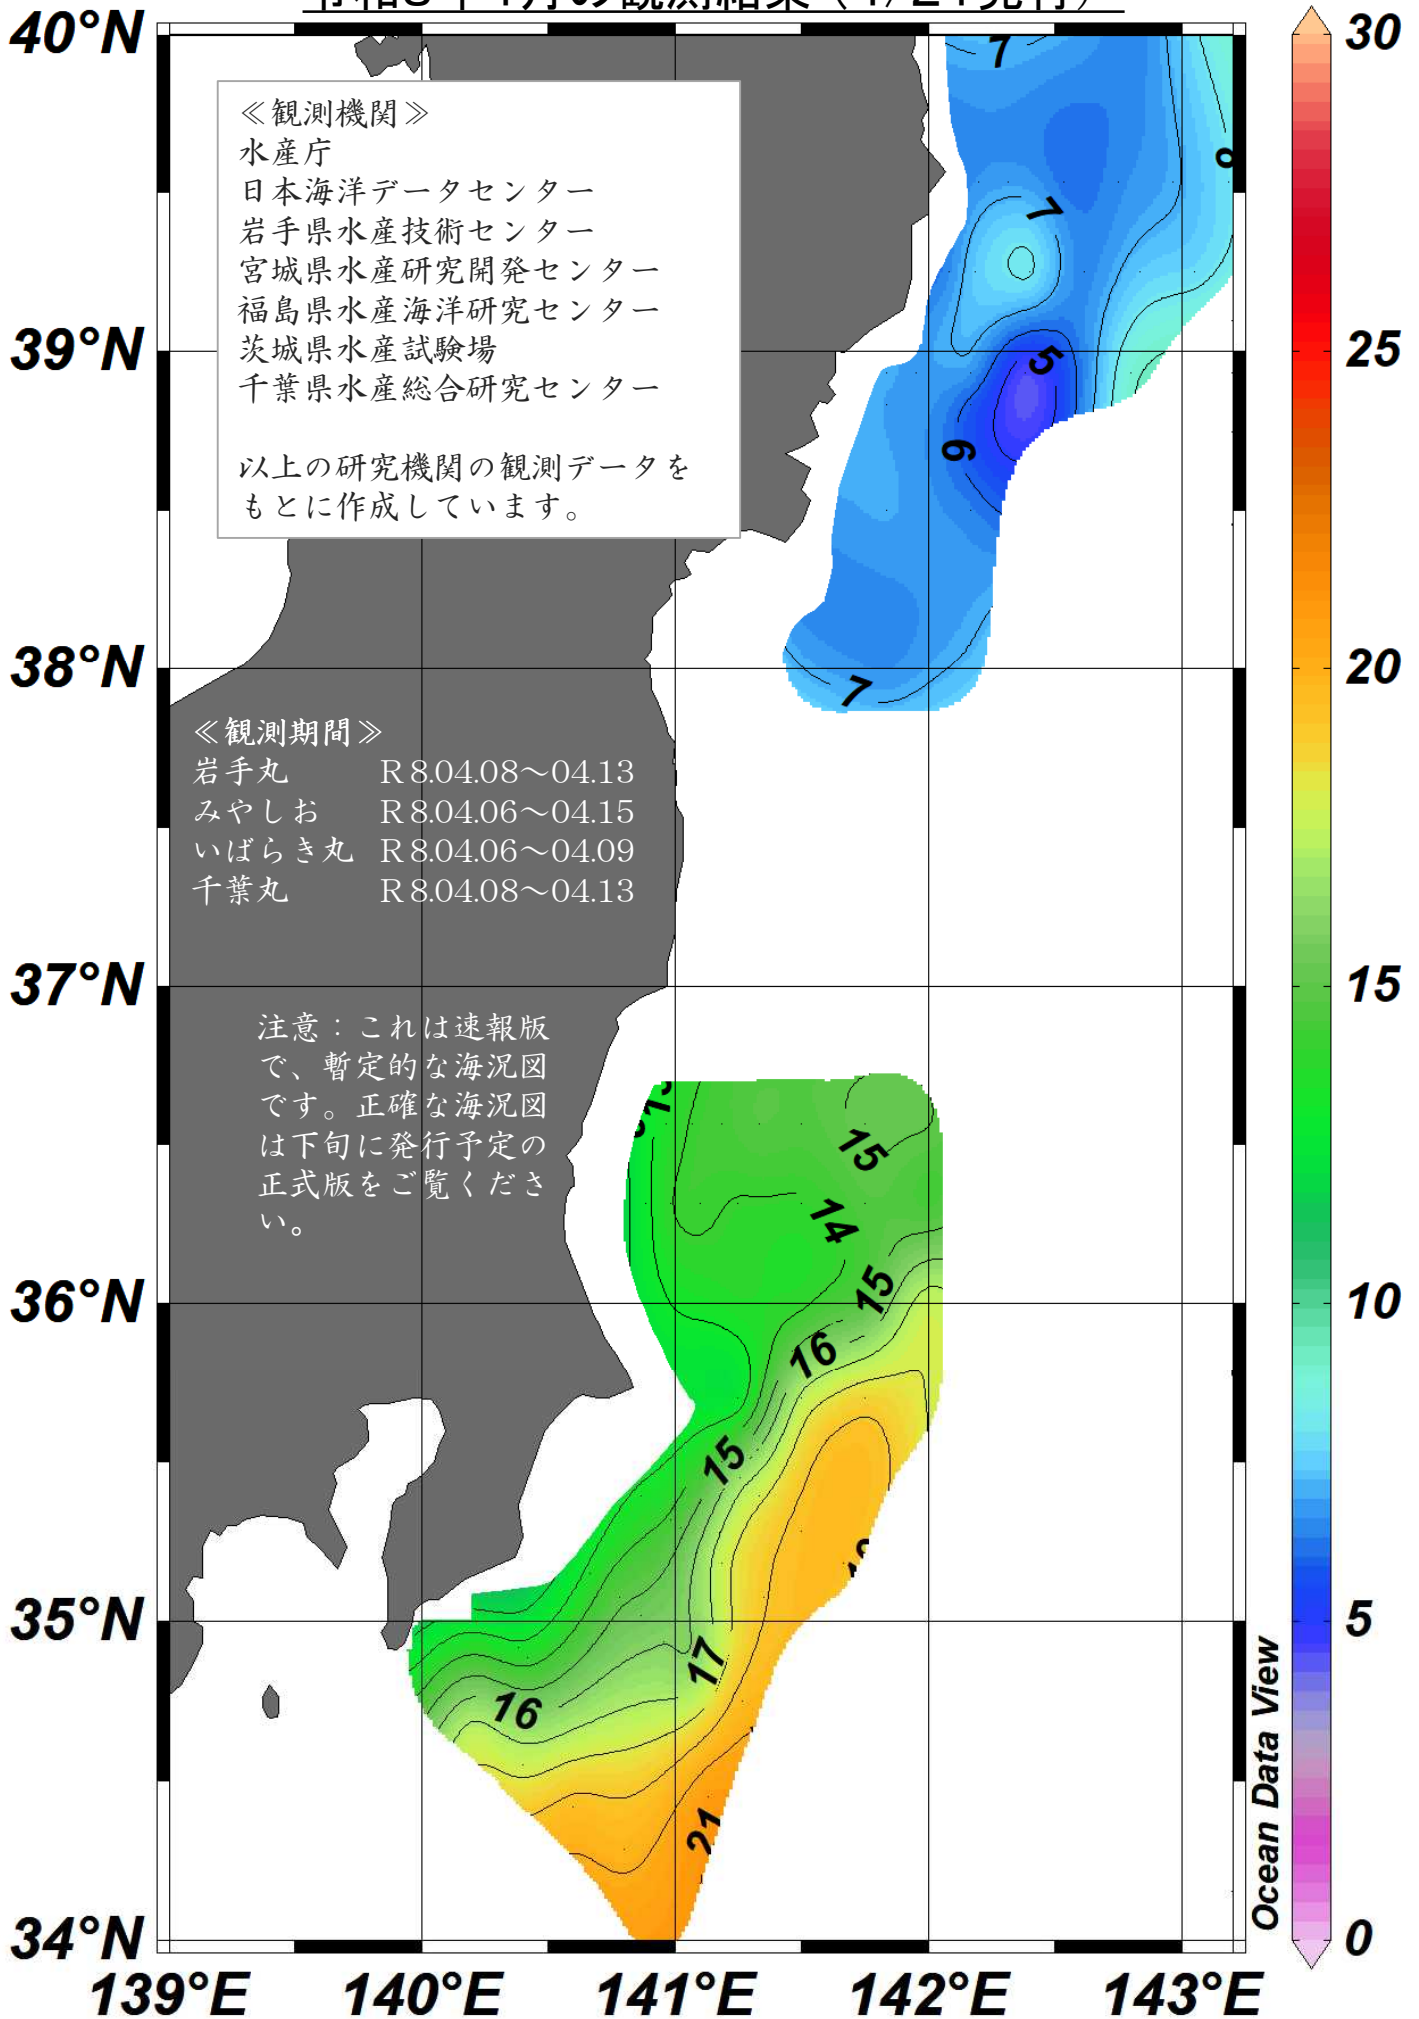 ≪観測機関≫
水産庁
日本海洋データセンター
岩手県水産技術センター
宮城県水産研究開発センター
福島県水産海洋研究センター
茨城県水産試験場
千葉県水産総合研究センター
以上の研究機関の観測データを
もとに作成しています。
≪観測期間≫
岩手丸 R8.04.08～04.13
みやしお R8.04.06～04.15
いばらき丸 R8.04.06～04.09
千葉丸 R8.04.08～04.13
注意：これは速報版
で、暫定的な海況図
です。正確な海況図
は下旬に発行予定の
正式版をご覧くださ
い。
40°N
39°N
38°N
37°N
36°N
35°N
34°N
139°E
140°E
141°E
142°E
143°E
7
7
5
6
7
13
15
14
15
16
15
17
16
21
30
25
20
15
10
5
0
Ocean Data View